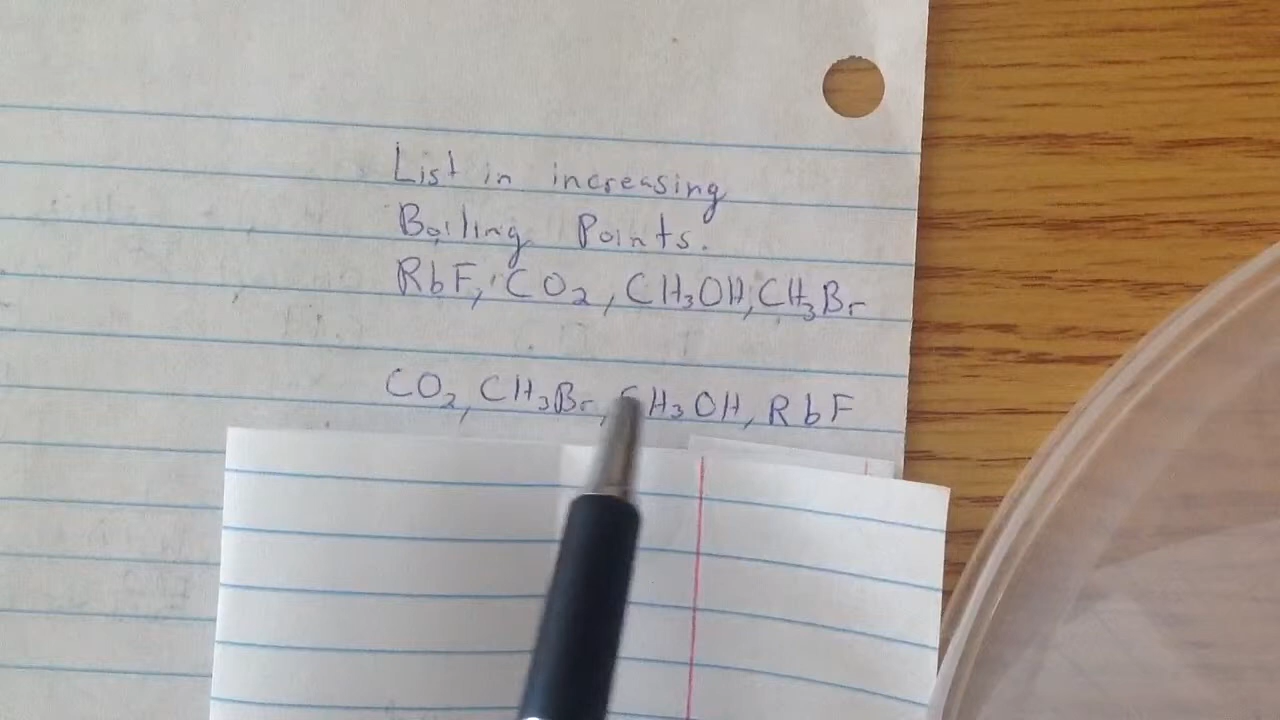 List in increasing
Boiling Points.
RbF, CO₂, CH₃OH, CH₃Br
CO₂, CH₃Br, CH₃OH, RbF